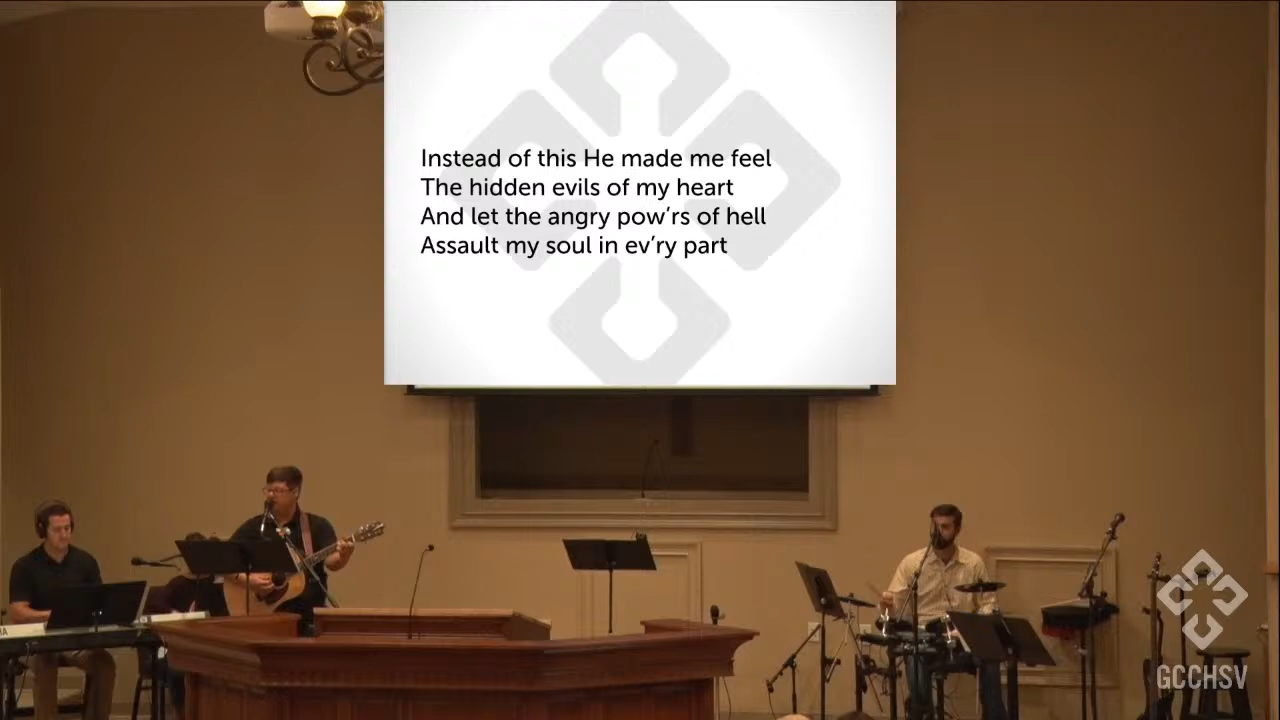 Instead of this He made me feel
The hidden evils of my heart
And let the angry pow’rs of hell
Assault my soul in ev’ry part
GCCHSV